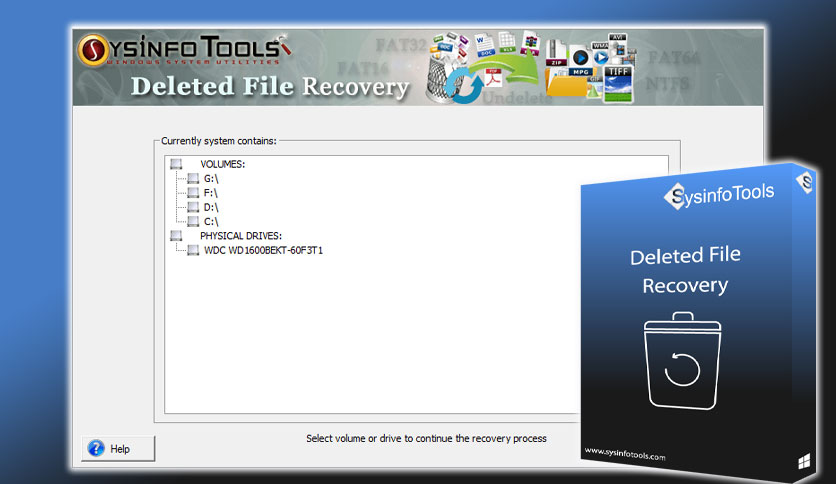 SYSINFOTOOLS
WINDOWS SYSTEM UTILITIES
Deleted File Recovery
FAT32
FAT16
FAT64
NTFS
Undelete
ZIP
WMA
AVI
MPG
GIF
TIFF
PDF
Currently system contains:
VOLUMES:
G:\
F:\
D:\
C:\
PHYSICAL DRIVES:
WDC WD1600BEKT-60F3T1
Help
Select volume or drive to continue the recovery process
SysinfoTools
S
Deleted File
Recovery
www.sysinfotools.com